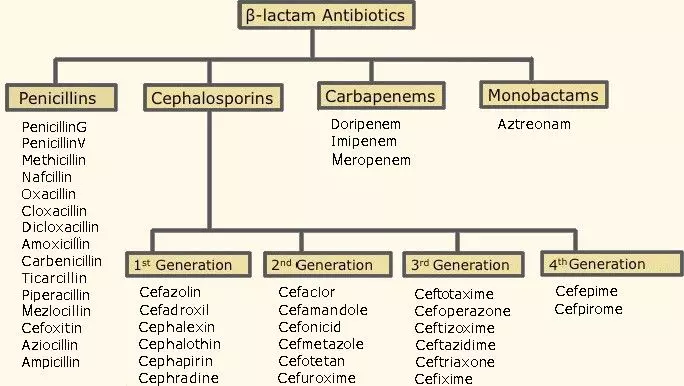 β-lactam Antibiotics
Penicillins
Cephalosporins
Carbapenems
Monobactams
PenicillinG
PenicillinV
Methicillin
Nafcillin
Oxacillin
Cloxacillin
Dicloxacillin
Amoxicillin
Carbenicillin
Ticarcillin
Piperacillin
Mezlocillin
Cefoxitin
Aziocillin
Ampicillin
Doripenem
Imipenem
Meropenem
Aztreonam
1st Generation
2nd Generation
3rd Generation
4th Generation
Cefazolin
Cefadroxil
Cephalexin
Cephalothin
Cephapirin
Cephradine
Cefaclor
Cefamandole
Cefonicid
Cefmetazole
Cefotetan
Cefuroxime
Ceftotaxime
Cefoperazone
Ceftizoxime
Ceftazidime
Ceftriaxone
Cefixime
Cefepime
Cefpirome